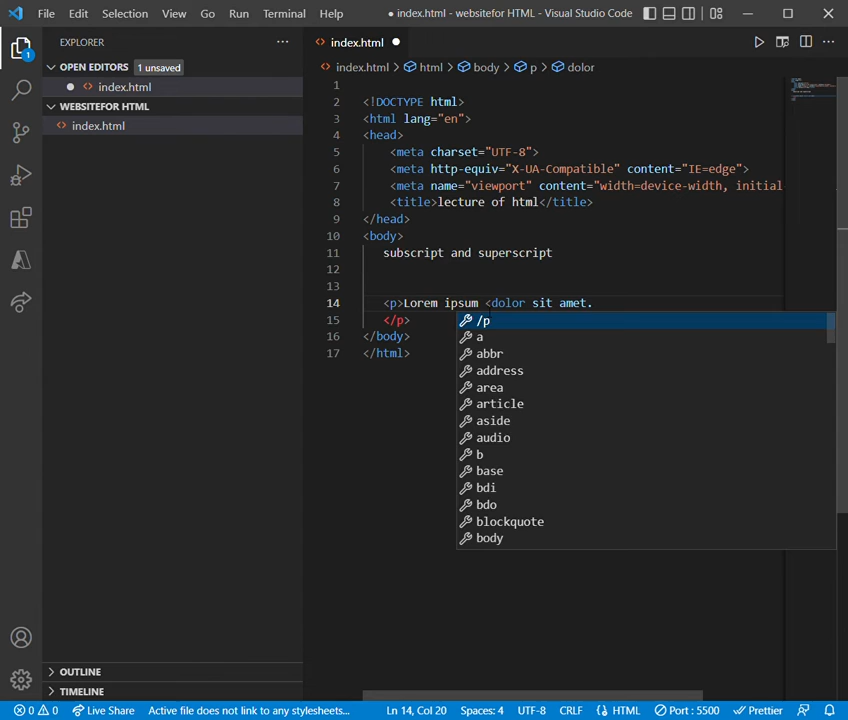 File Edit Selection View Go Run Terminal Help
● index.html - websitefor HTML - Visual Studio Code
EXPLORER
OPEN EDITORS 1 unsaved
index.html
WEBSITEFOR HTML
index.html
OUTLINE
TIMELINE
1
index.html
index.html > html > body > p > dolor
1
2 <!DOCTYPE html>
3 <html lang="en">
4 <head>
5 <meta charset="UTF-8">
6 <meta http-equiv="X-UA-Compatible" content="IE=edge">
7 <meta name="viewport" content="width=device-width, initial
8 <title>lecture of html</title>
9 </head>
10 <body>
11 subscript and superscript
12
13
14 <p>Lorem ipsum <dolor sit amet.
15 </p>
16 </body>
17 </html>
/p
a
abbr
address
area
article
aside
audio
b
base
bdi
bdo
blockquote
body
0 0 Live Share Active file does not link to any stylesheets... Ln 14, Col 20 Spaces: 4 UTF-8 CRLF HTML Port : 5500 Prettier